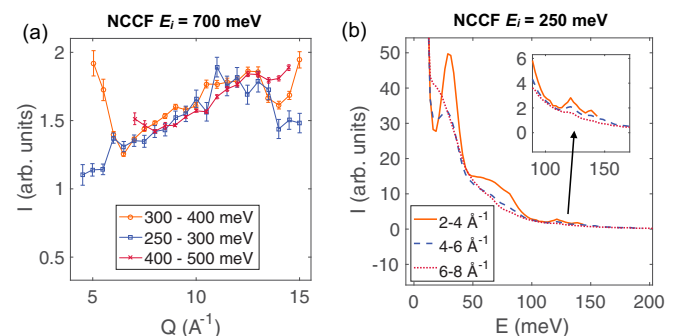 NCCF E_i = 700 meV
(a)
2
1.5
1
0.5
I (arb. units)
5
10
15
Q (A⁻¹)
300 - 400 meV
250 - 300 meV
400 - 500 meV
NCCF E_i = 250 meV
(b)
50
40
30
20
10
0
-10
I (arb. units)
0
50
100
150
200
E (meV)
2-4 Å⁻¹
4-6 Å⁻¹
6-8 Å⁻¹
6
4
2
0
100
150